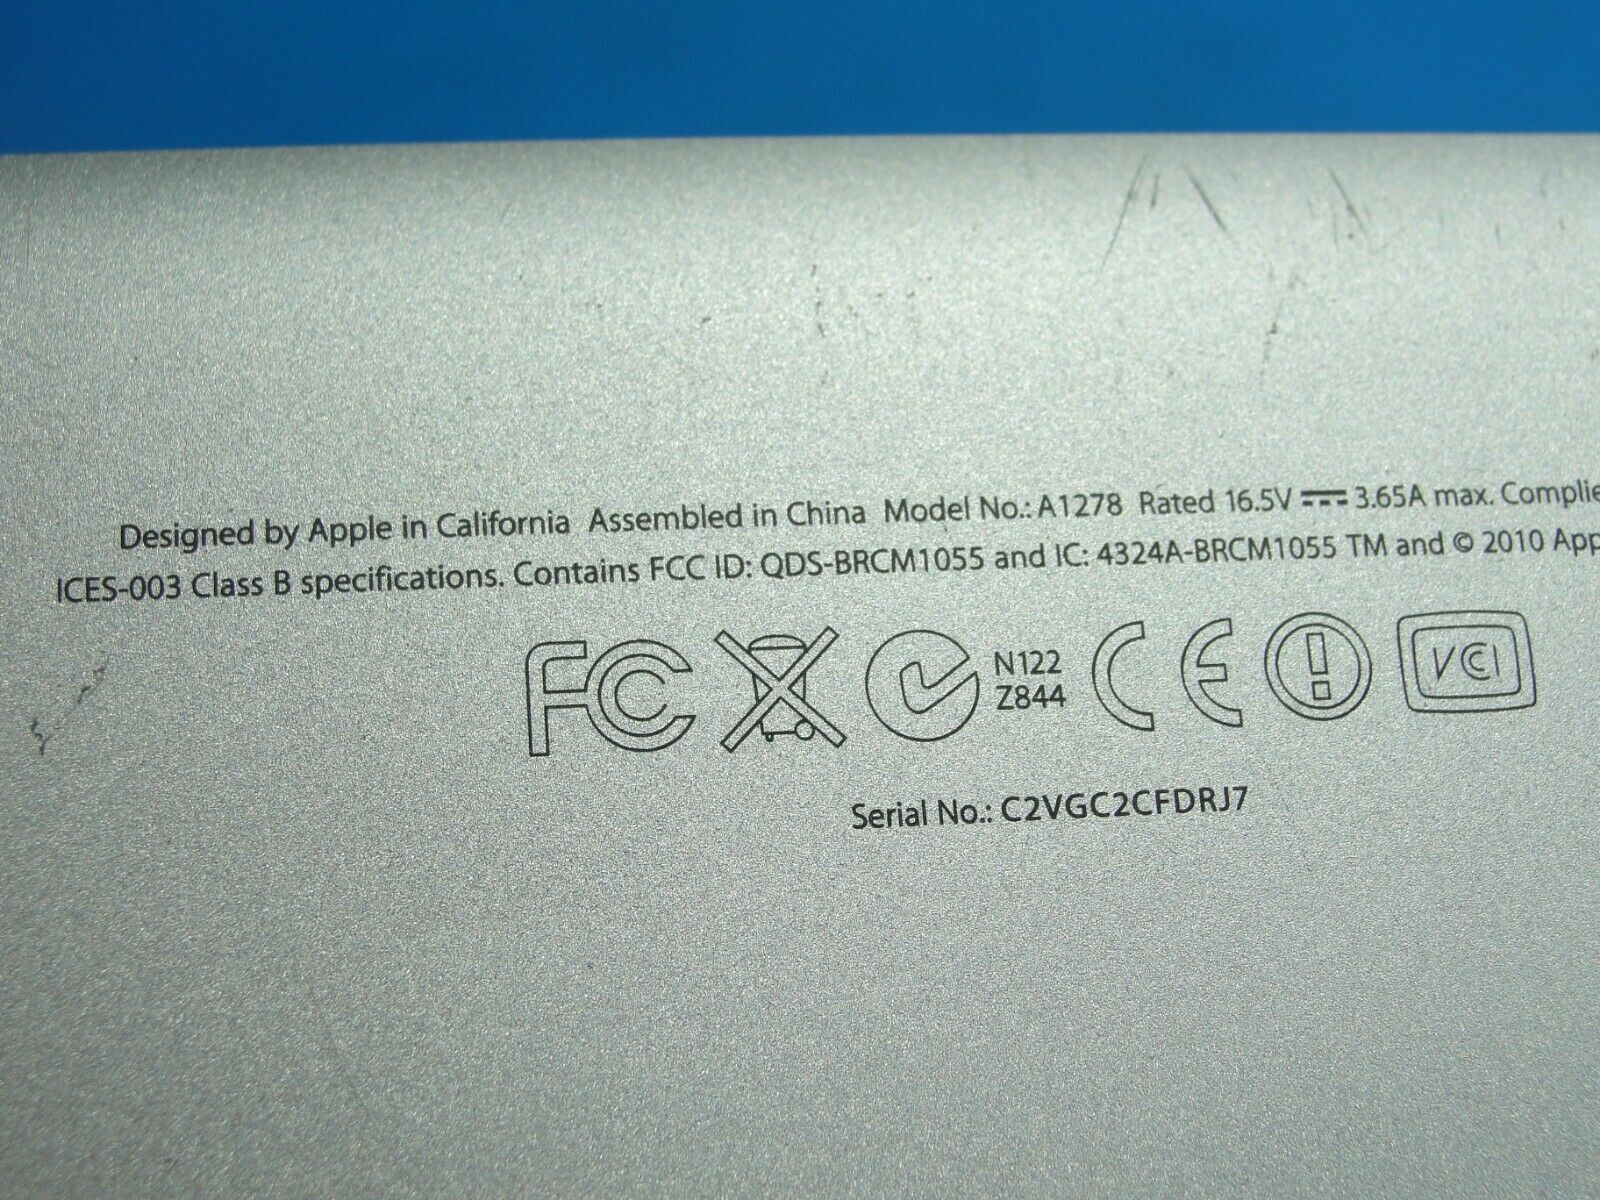 Designed by Apple in California Assembled in China Model No.: A1278 Rated 16.5V ⎓ 3.65A max. Complie
ICES-003 Class B specifications. Contains FCC ID: QDS-BRCM1055 and IC: 4324A-BRCM1055 TM and © 2010 App
FC N122 CE ! VCI
Z844
Serial No.: C2VGC2CFDRJ7